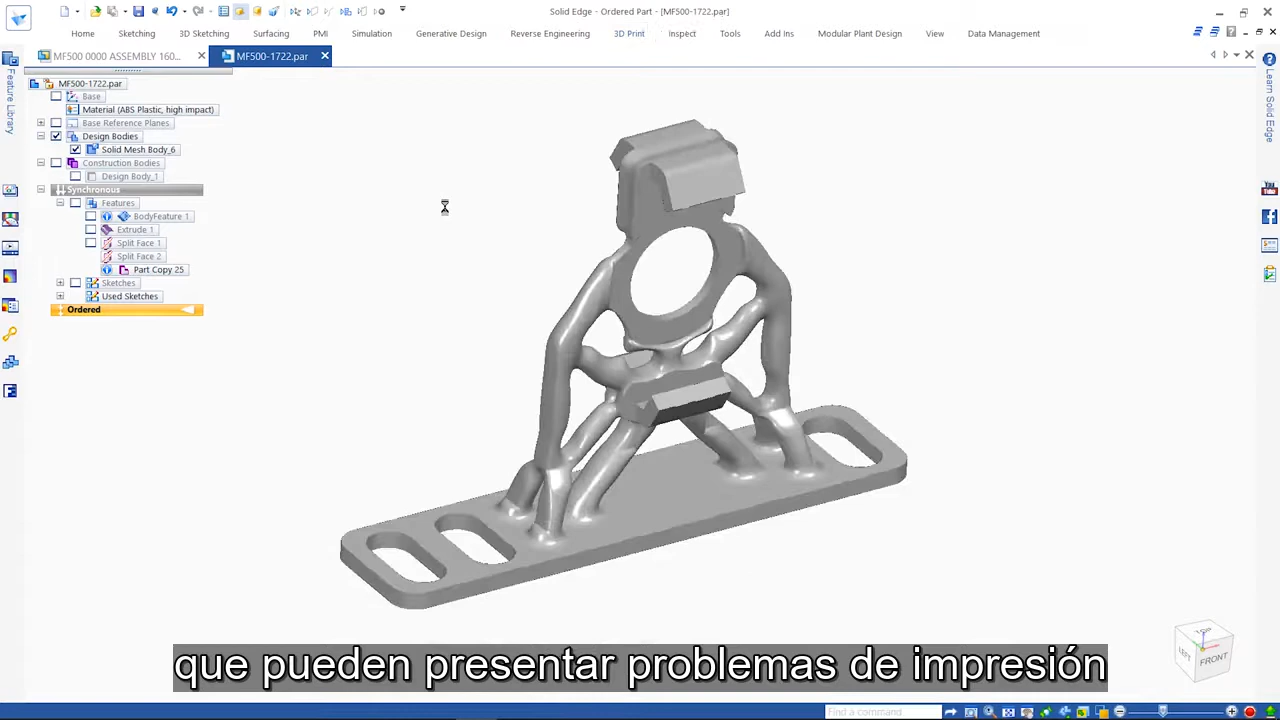 Solid Edge - Ordered Part - [MF500-1722.par]
Home Sketching 3D Sketching Surfacing PMI Simulation Generative Design Reverse Engineering 3D Print Inspect Tools Add Ins Modular Plant Design View Data Management
MF500 0000 ASSEMBLY 160... MF500-1722.par
Feature Library
Learn Solid Edge
MF500-1722.par
Base
Material (ABS Plastic, high impact)
Base Reference Planes
Design Bodies
Solid Mesh Body_6
Construction Bodies
Design Body_1
Synchronous
Features
BodyFeature 1
Extrude 1
Split Face 1
Split Face 2
Part Copy 25
Sketches
Used Sketches
Ordered
You
TOP
LEFT FRONT
que pueden presentar problemas de impresión
Find a command